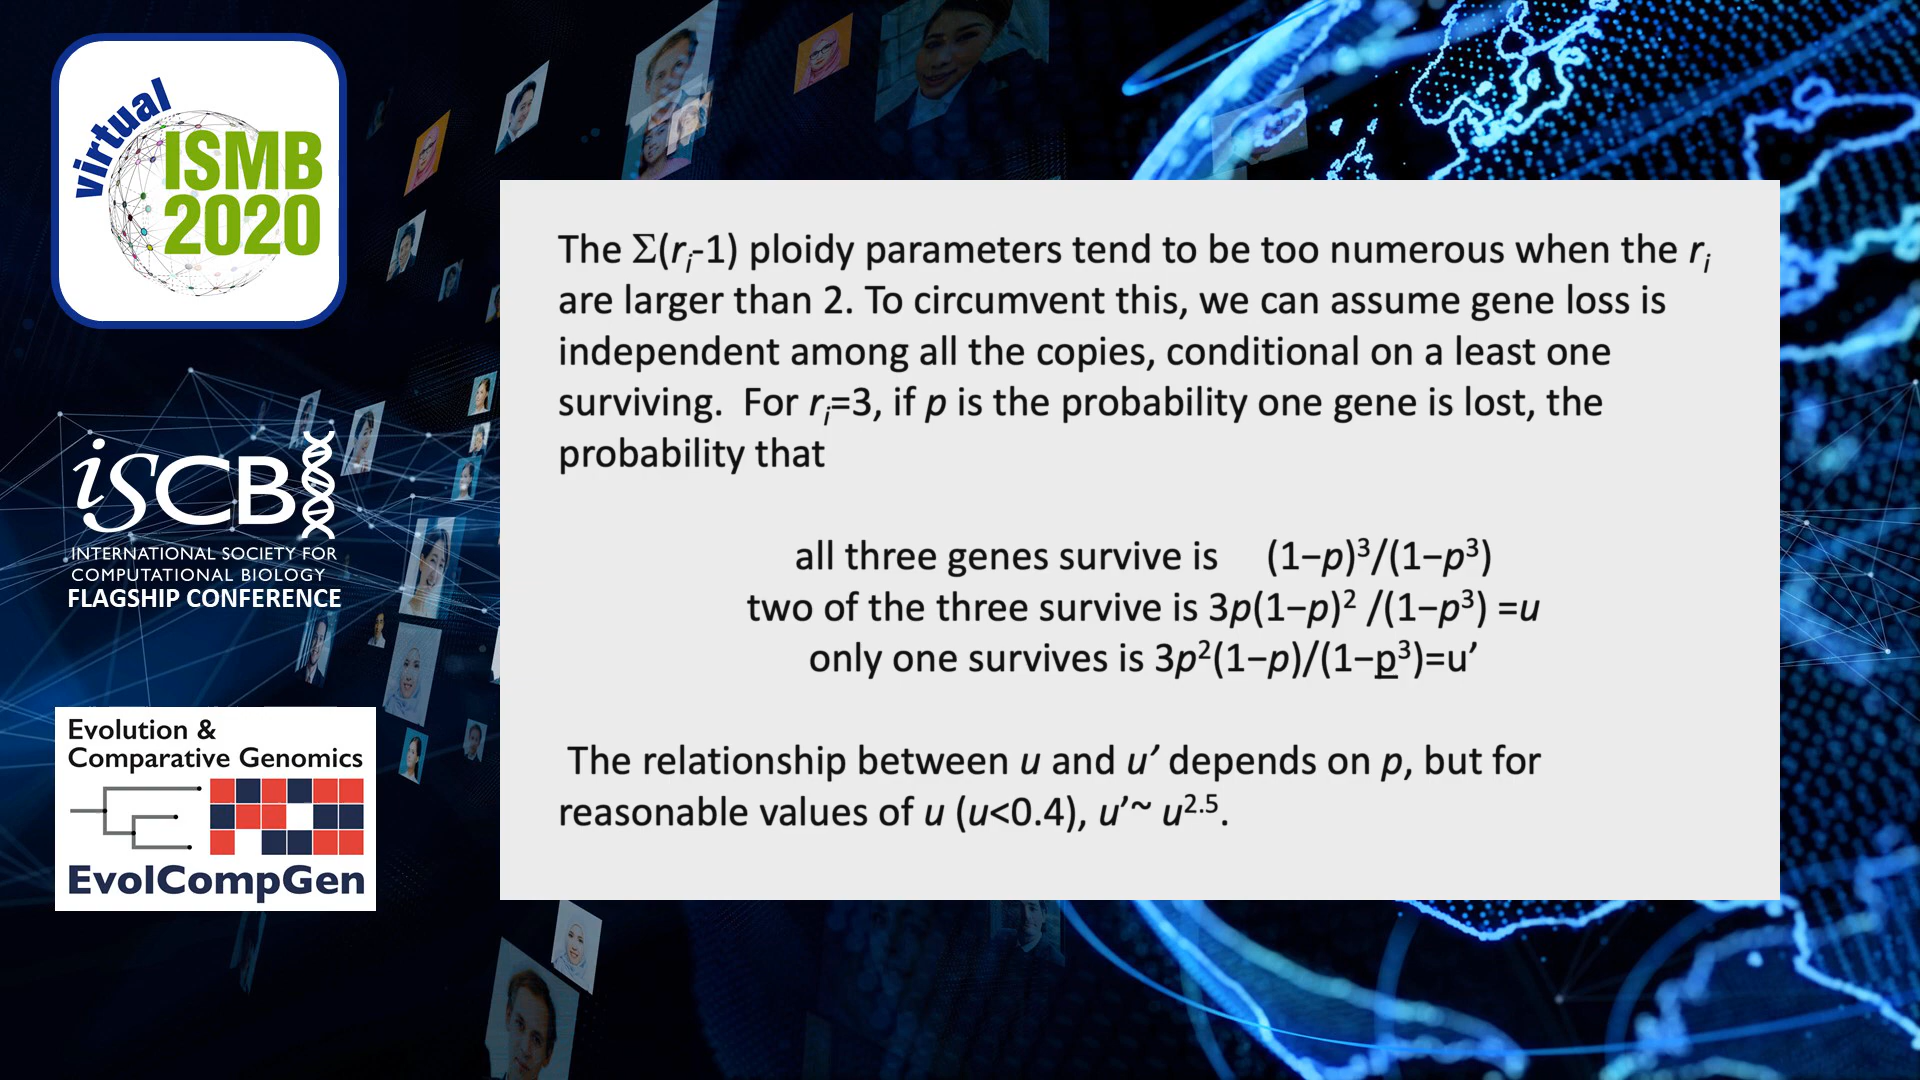 virtual
ISMB
2020
iSCB
INTERNATIONAL SOCIETY FOR
COMPUTATIONAL BIOLOGY
FLAGSHIP CONFERENCE
Evolution &
Comparative Genomics
EvolCompGen
The Σ(rᵢ-1) ploidy parameters tend to be too numerous when the rᵢ
are larger than 2. To circumvent this, we can assume gene loss is
independent among all the copies, conditional on a least one
surviving. For rᵢ=3, if p is the probability one gene is lost, the
probability that
all three genes survive is (1−p)³/(1−p³)
two of the three survive is 3p(1−p)² /(1−p³) =u
only one survives is 3p²(1−p)/(1−p³)=u’
The relationship between u and u’ depends on p, but for
reasonable values of u (u<0.4), u’~ u^2.5.